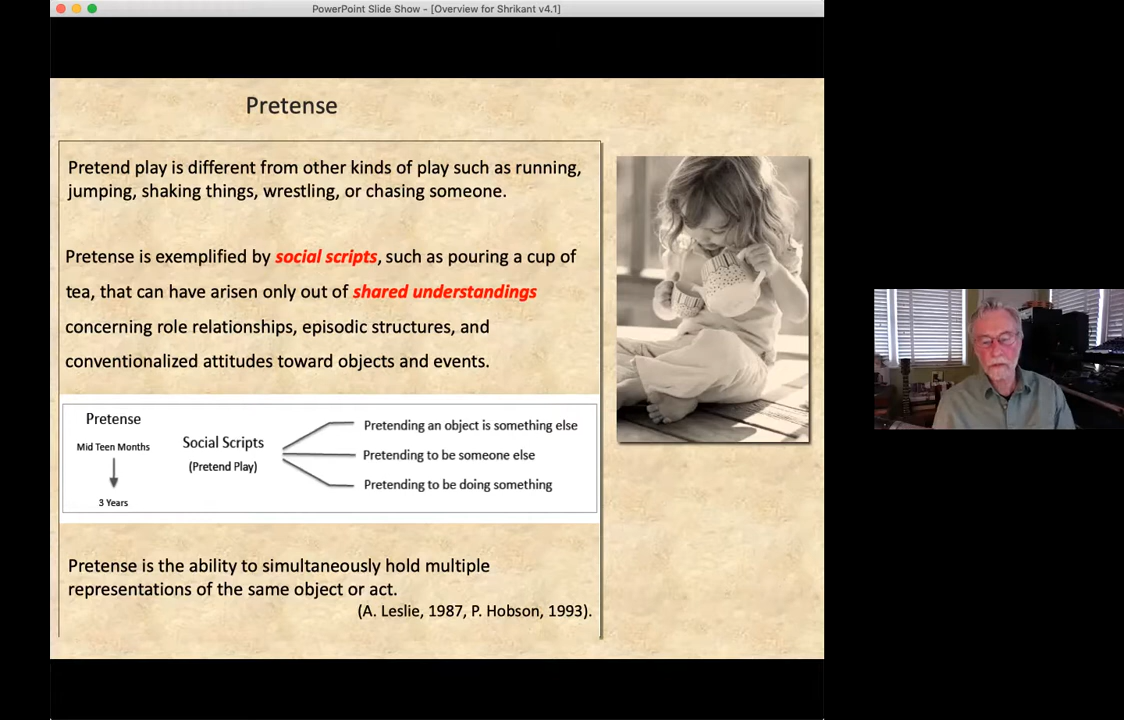 PowerPoint Slide Show - [Overview for Shrikant v4.1]
Pretense
Pretend play is different from other kinds of play such as running,
jumping, shaking things, wrestling, or chasing someone.
Pretense is exemplified by social scripts, such as pouring a cup of
tea, that can have arisen only out of shared understandings
concerning role relationships, episodic structures, and
conventionalized attitudes toward objects and events.
Pretense
Mid Teen Months
3 Years
Social Scripts
(Pretend Play)
Pretending an object is something else
Pretending to be someone else
Pretending to be doing something
Pretense is the ability to simultaneously hold multiple
representations of the same object or act.
(A. Leslie, 1987, P. Hobson, 1993).